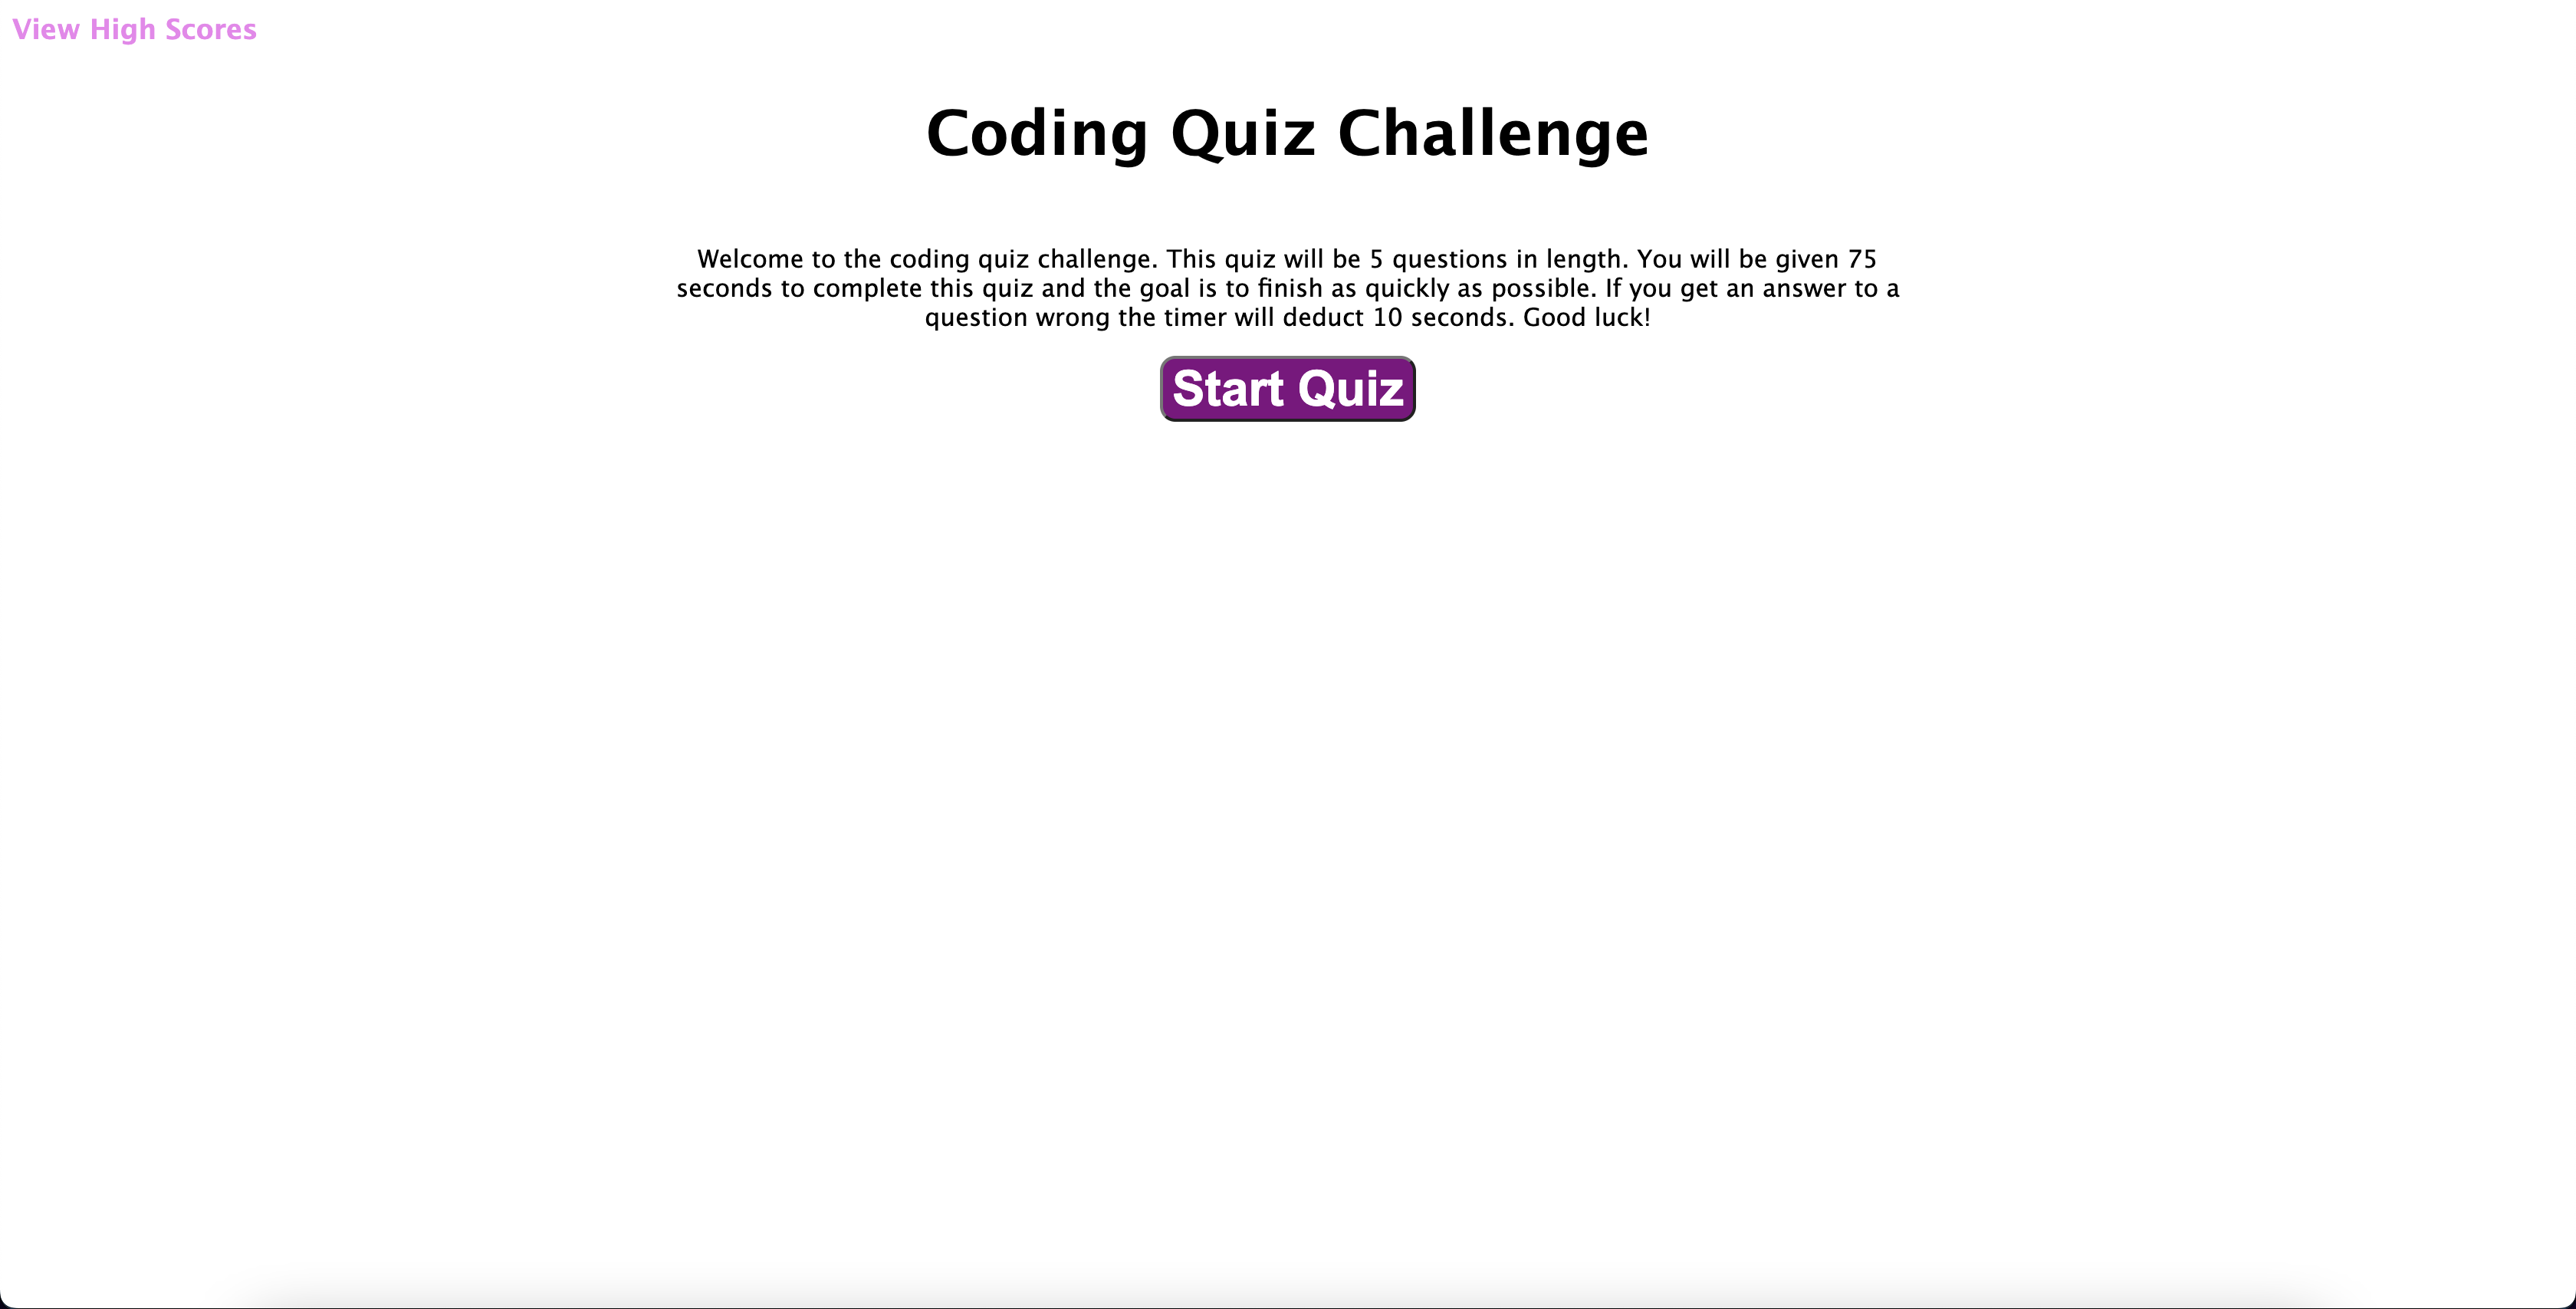 View High Scores
Coding Quiz Challenge
Welcome to the coding quiz challenge. This quiz will be 5 questions in length. You will be given 75
seconds to complete this quiz and the goal is to finish as quickly as possible. If you get an answer to a
question wrong the timer will deduct 10 seconds. Good luck!
Start Quiz